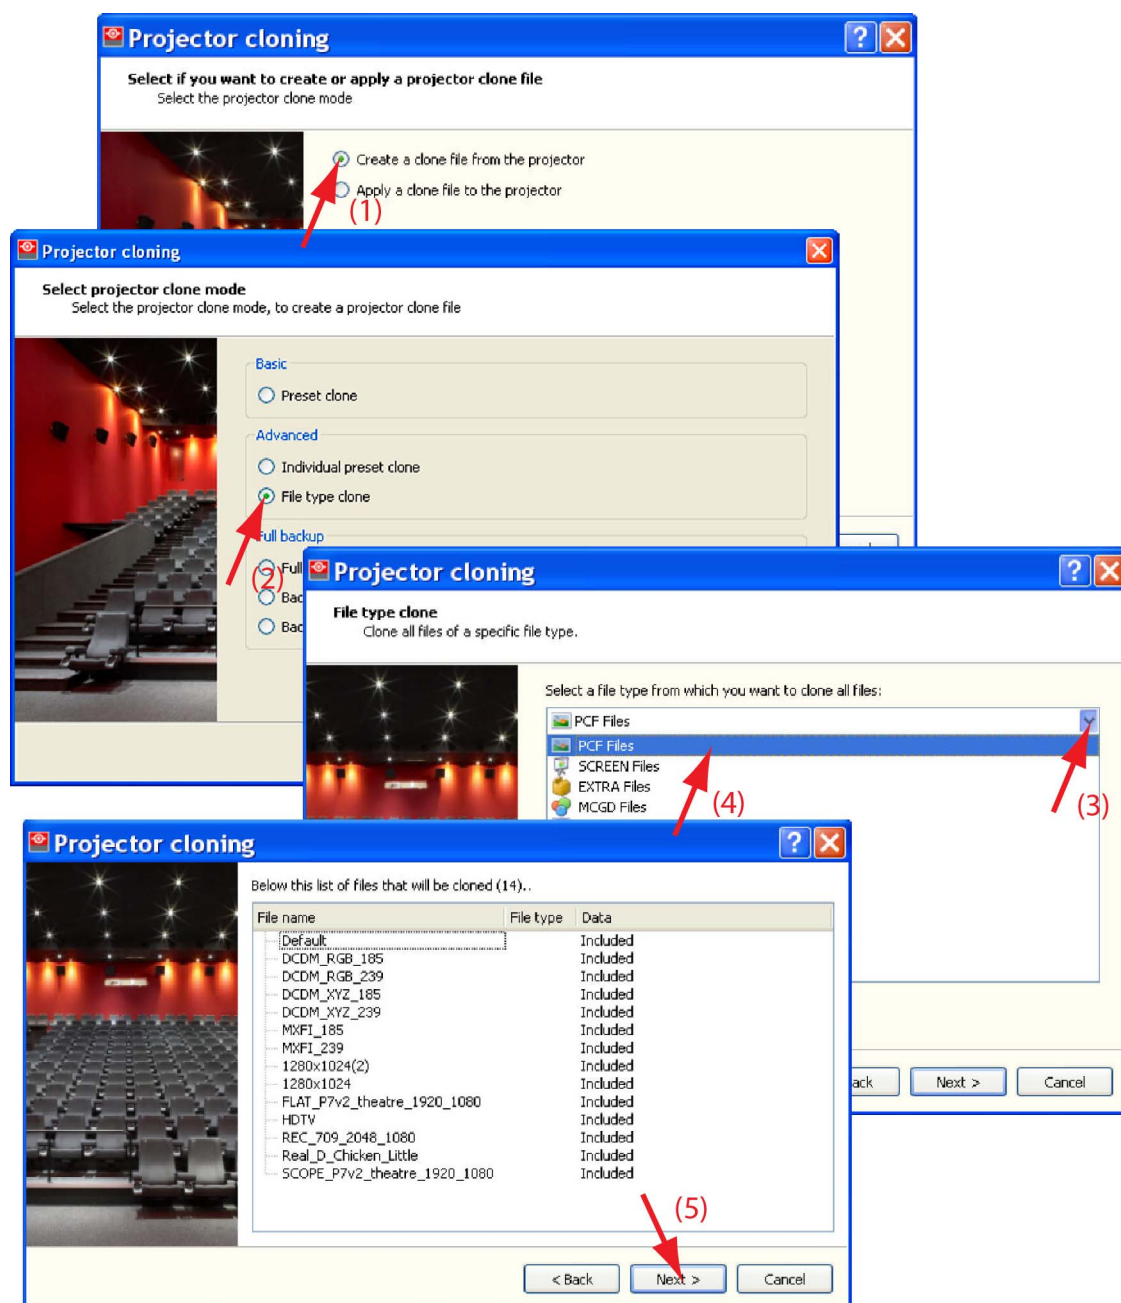 Projector cloning
Select if you want to create or apply a projector clone file
Select the projector clone mode
Create a clone file from the projector
Apply a clone file to the projector
(1)
Projector cloning
Select projector clone mode
Select the projector clone mode, to create a projector clone file
Basic
Preset clone
Advanced
Individual preset clone
File type clone
Full backup
(2)
Full
Bac
Bac
Projector cloning
File type clone
Clone all files of a specific file type.
Select a file type from which you want to clone all files:
PCF Files
PCF Files
SCREEN Files
EXTRA Files
MCGD Files
(4)
(3)
ack
Next >
Cancel
Projector cloning
Below this list of files that will be cloned (14)..
File name File type Data
Default Included
DCDM_RGB_185 Included
DCDM_RGB_239 Included
DCDM_XYZ_185 Included
DCDM_XYZ_239 Included
MXFI_185 Included
MXFI_239 Included
1280x1024(2) Included
1280x1024 Included
FLAT_P7v2_theatre_1920_1080 Included
HDTV Included
REC_709_2048_1080 Included
Real_D_Chicken_Little Included
SCOPE_P7v2_theatre_1920_1080 Included
(5)
< Back
Next >
Cancel